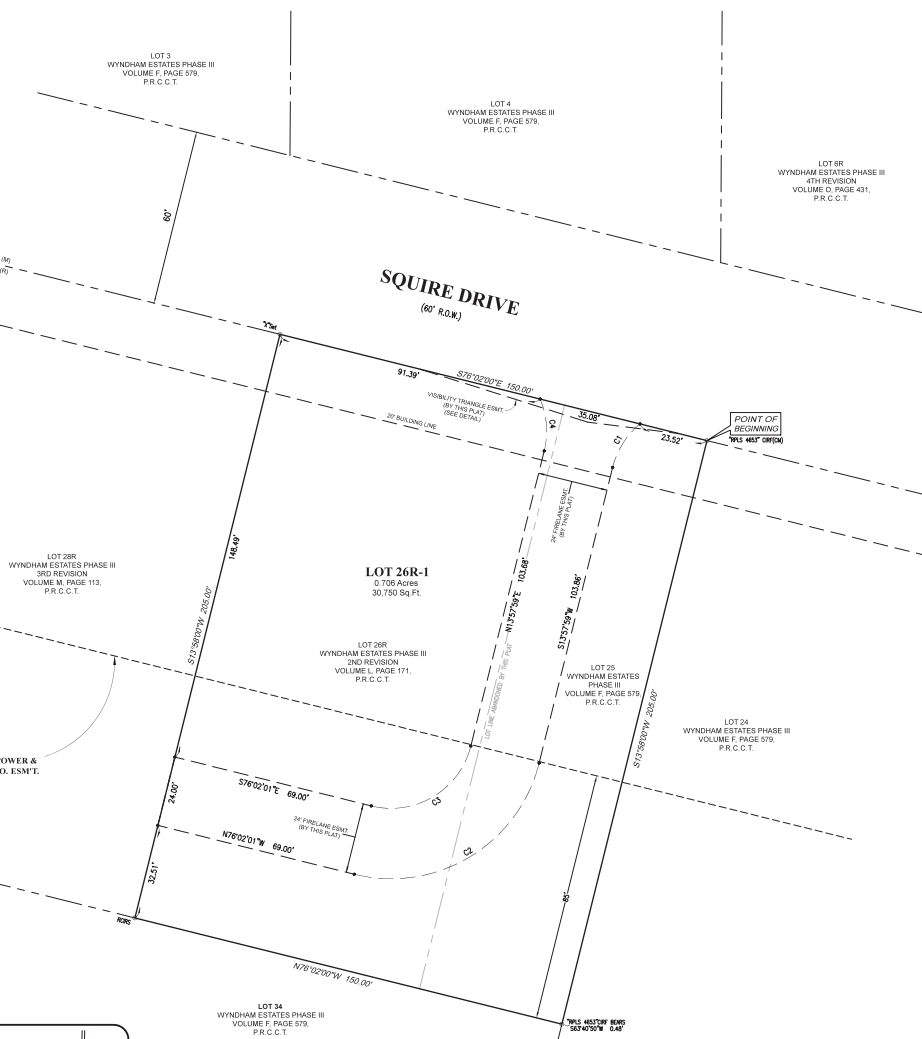 LOT 3
WYNDHAM ESTATES PHASE III
VOLUME F, PAGE 579,
P.R.C.C.T.
LOT 4
WYNDHAM ESTATES PHASE III
VOLUME F, PAGE 579,
P.R.C.C.T.
LOT 6R
WYNDHAM ESTATES PHASE III
4TH REVISION
VOLUME O, PAGE 431,
P.R.C.C.T.
60'
(M)
(R)
SQUIRE DRIVE
(60' R.O.W.)
"X"Set
91.39'
S76°02'00"E 150.00'
VISIBILITY TRIANGLE ESMT.
(BY THIS PLAT)
(SEE DETAIL)
20' BUILDING LINE
C4
35.08'
C1
23.52'
POINT OF
BEGINNING
"RPLS 4653" CIRF(CM)
24' FIRELANE ESMT.
(BY THIS PLAT)
148.49'
S13°58'00"W 205.00'
LOT 28R
WYNDHAM ESTATES PHASE III
3RD REVISION
VOLUME M, PAGE 113,
P.R.C.C.T.
LOT 26R-1
0.706 Acres
30,750 Sq.Ft.
N13°57'59"E 103.68'
S13°57'59"W 103.86'
LOT 26R
WYNDHAM ESTATES PHASE III
2ND REVISION
VOLUME L, PAGE 171,
P.R.C.C.T.
LOT LINE ABANDONED BY THIS PLAT
LOT 25
WYNDHAM ESTATES
PHASE III
VOLUME F, PAGE 579,
P.R.C.C.T.
S13°58'00"W 205.00'
LOT 24
WYNDHAM ESTATES PHASE III
VOLUME F, PAGE 579,
P.R.C.C.T.
OWER &
O. ESM'T.
24.00'
S76°02'01"E 69.00'
C3
24' FIRELANE ESMT.
(BY THIS PLAT)
N76°02'01"W 69.00'
C2
32.51'
85'
RCIRS
N76°02'00"W 150.00'
LOT 34
WYNDHAM ESTATES PHASE III
VOLUME F, PAGE 579,
P.R.C.C.T.
"RPLS 4653"CIRF BEARS
S63°40'50"W 0.48'